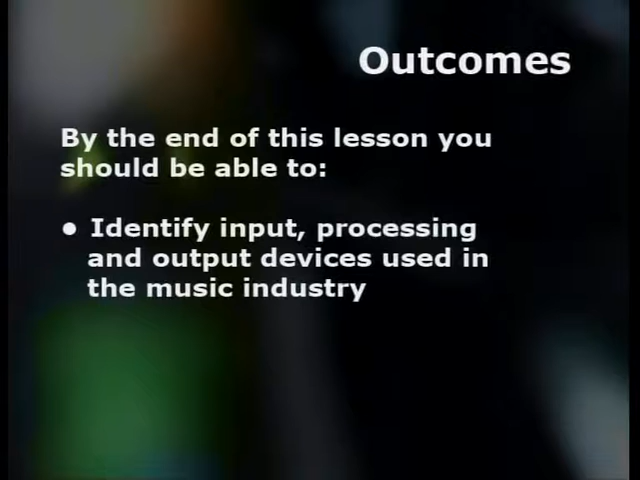 Outcomes
By the end of this lesson you
should be able to:
• Identify input, processing
and output devices used in
the music industry